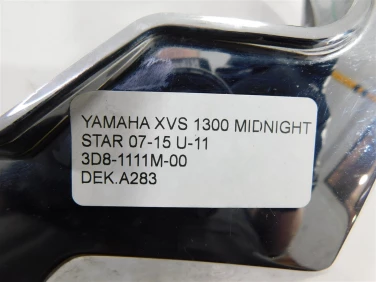 YAMAHA XVS 1300 MIDNIGHT
STAR 07-15 U-11
3D8-1111M-00
DEK.A283